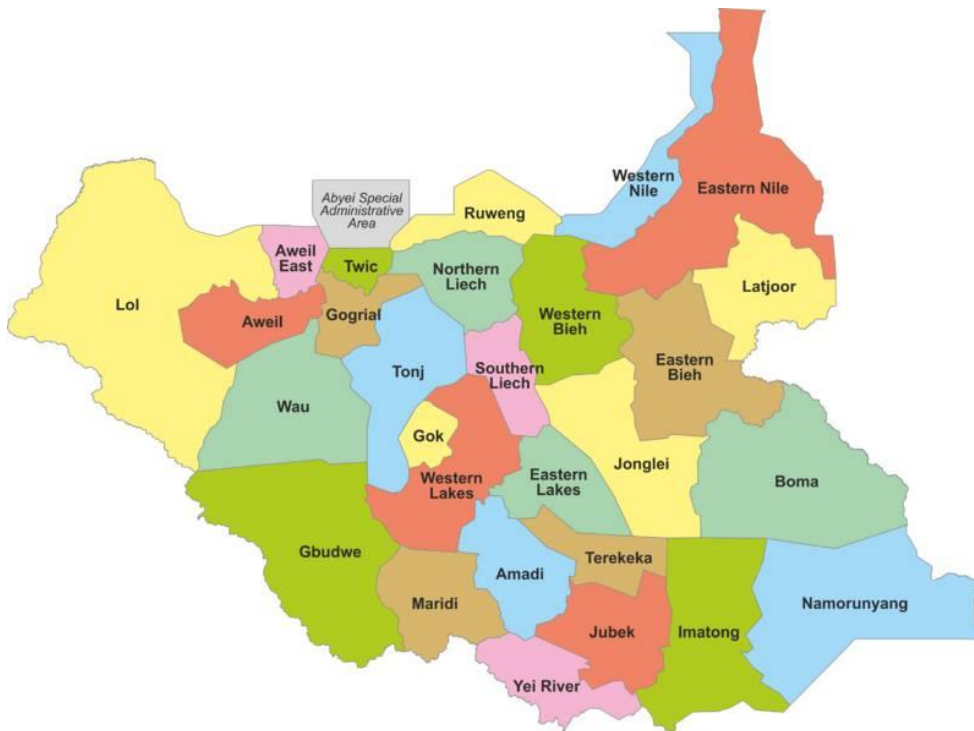 Western
Nile
Eastern Nile
Abyei Special
Administrative
Area
Ruweng
Aweil
East
Twic
Northern
Liech
Latjoor
Lol
Aweil
Gogrial
Western
Bieh
Eastern
Bieh
Tonj
Southern
Liech
Wau
Gok
Jonglei
Western
Lakes
Eastern
Lakes
Boma
Gbudwe
Terekeka
Amadi
Maridi
Namorunyang
Jubek
Imatong
Yei River